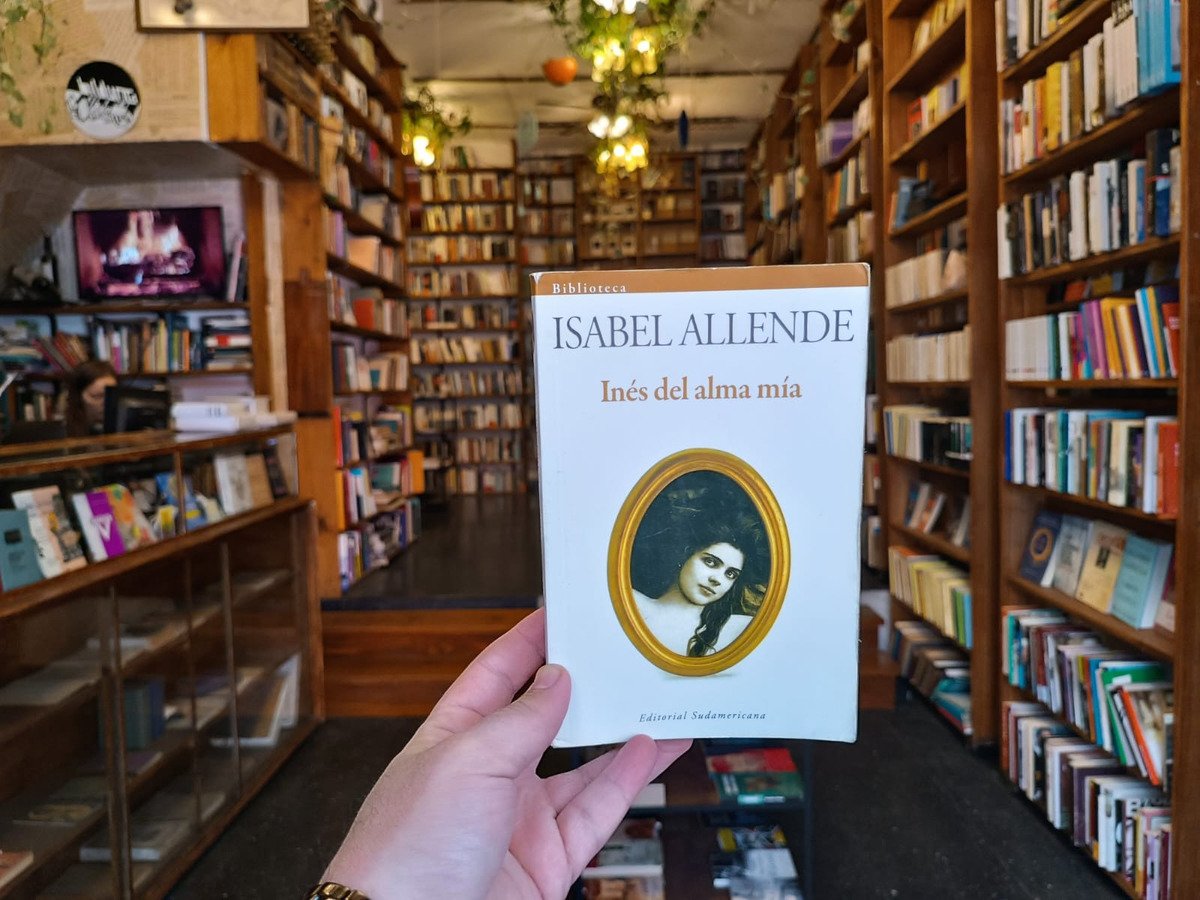 Biblioteca
ISABEL ALLENDE
Inés del alma mía
Editorial Sudamericana